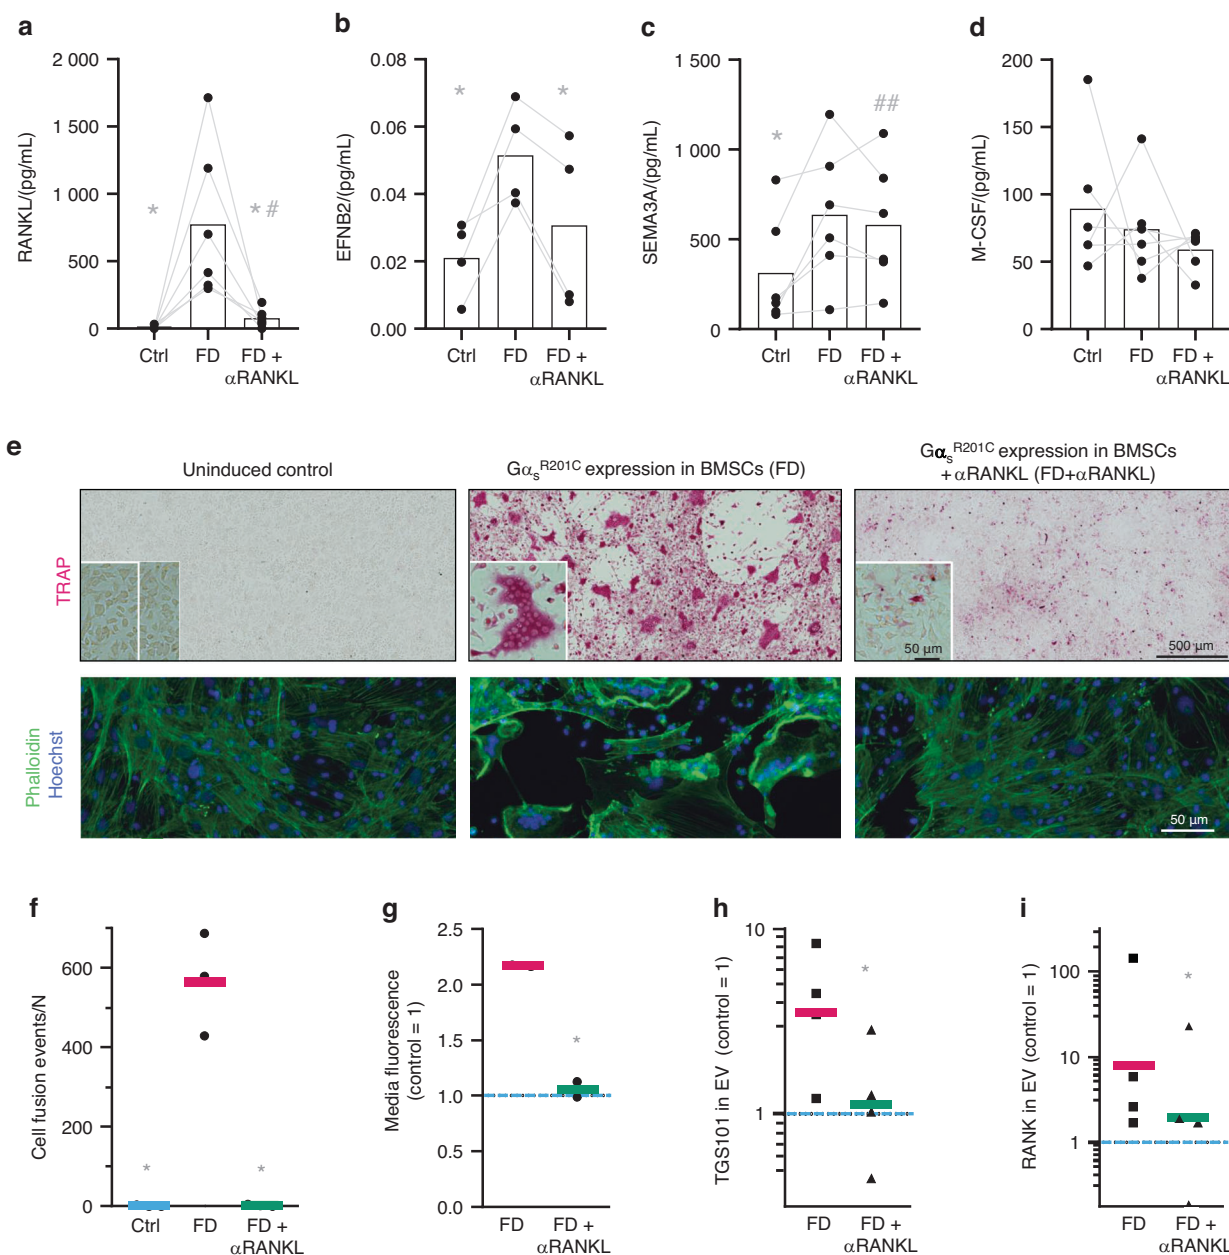 a
RANKL/(pg/mL)
2 000
1 500
1 000
500
0
*
* #
Ctrl
FD
FD +
αRANKL
b
EFNB2/(pg/mL)
0.08
0.06
0.04
0.02
0.00
*
*
Ctrl
FD
FD +
αRANKL
c
SEMA3A/(pg/mL)
1 500
1 000
500
0
*
##
Ctrl
FD
FD +
αRANKL
d
M-CSF/(pg/mL)
200
150
100
50
0
Ctrl
FD
FD +
αRANKL
e
Uninduced control
Gαs^R201C expression in BMSCs (FD)
Gαs^R201C expression in BMSCs
+ αRANKL (FD+αRANKL)
TRAP
50 µm
500 µm
Phalloidin
Hoechst
50 µm
f
Cell fusion events/N
600
400
200
0
*
*
Ctrl
FD
FD +
αRANKL
g
Media fluorescence
(control = 1)
2.5
2.0
1.5
1.0
0.5
0.0
*
FD
FD +
αRANKL
h
TGS101 in EV (control = 1)
10
1
*
FD
FD +
αRANKL
i
RANK in EV (control = 1)
100
10
1
*
FD
FD +
αRANKL